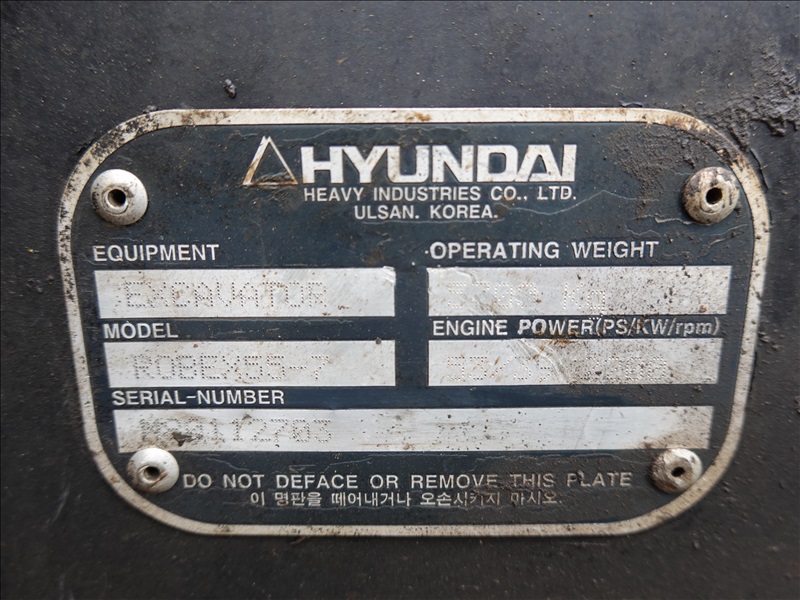 HYUNDAI
HEAVY INDUSTRIES CO., LTD.
ULSAN. KOREA.
EQUIPMENT
OPERATING WEIGHT
EXCAVATOR
MODEL
ENGINE POWER(PS/KW/rpm)
ROBEX55-7
SERIAL-NUMBER
DO NOT DEFACE OR REMOVE THIS PLATE
이 명판을 떼어내거나 오손시키지 마시오.